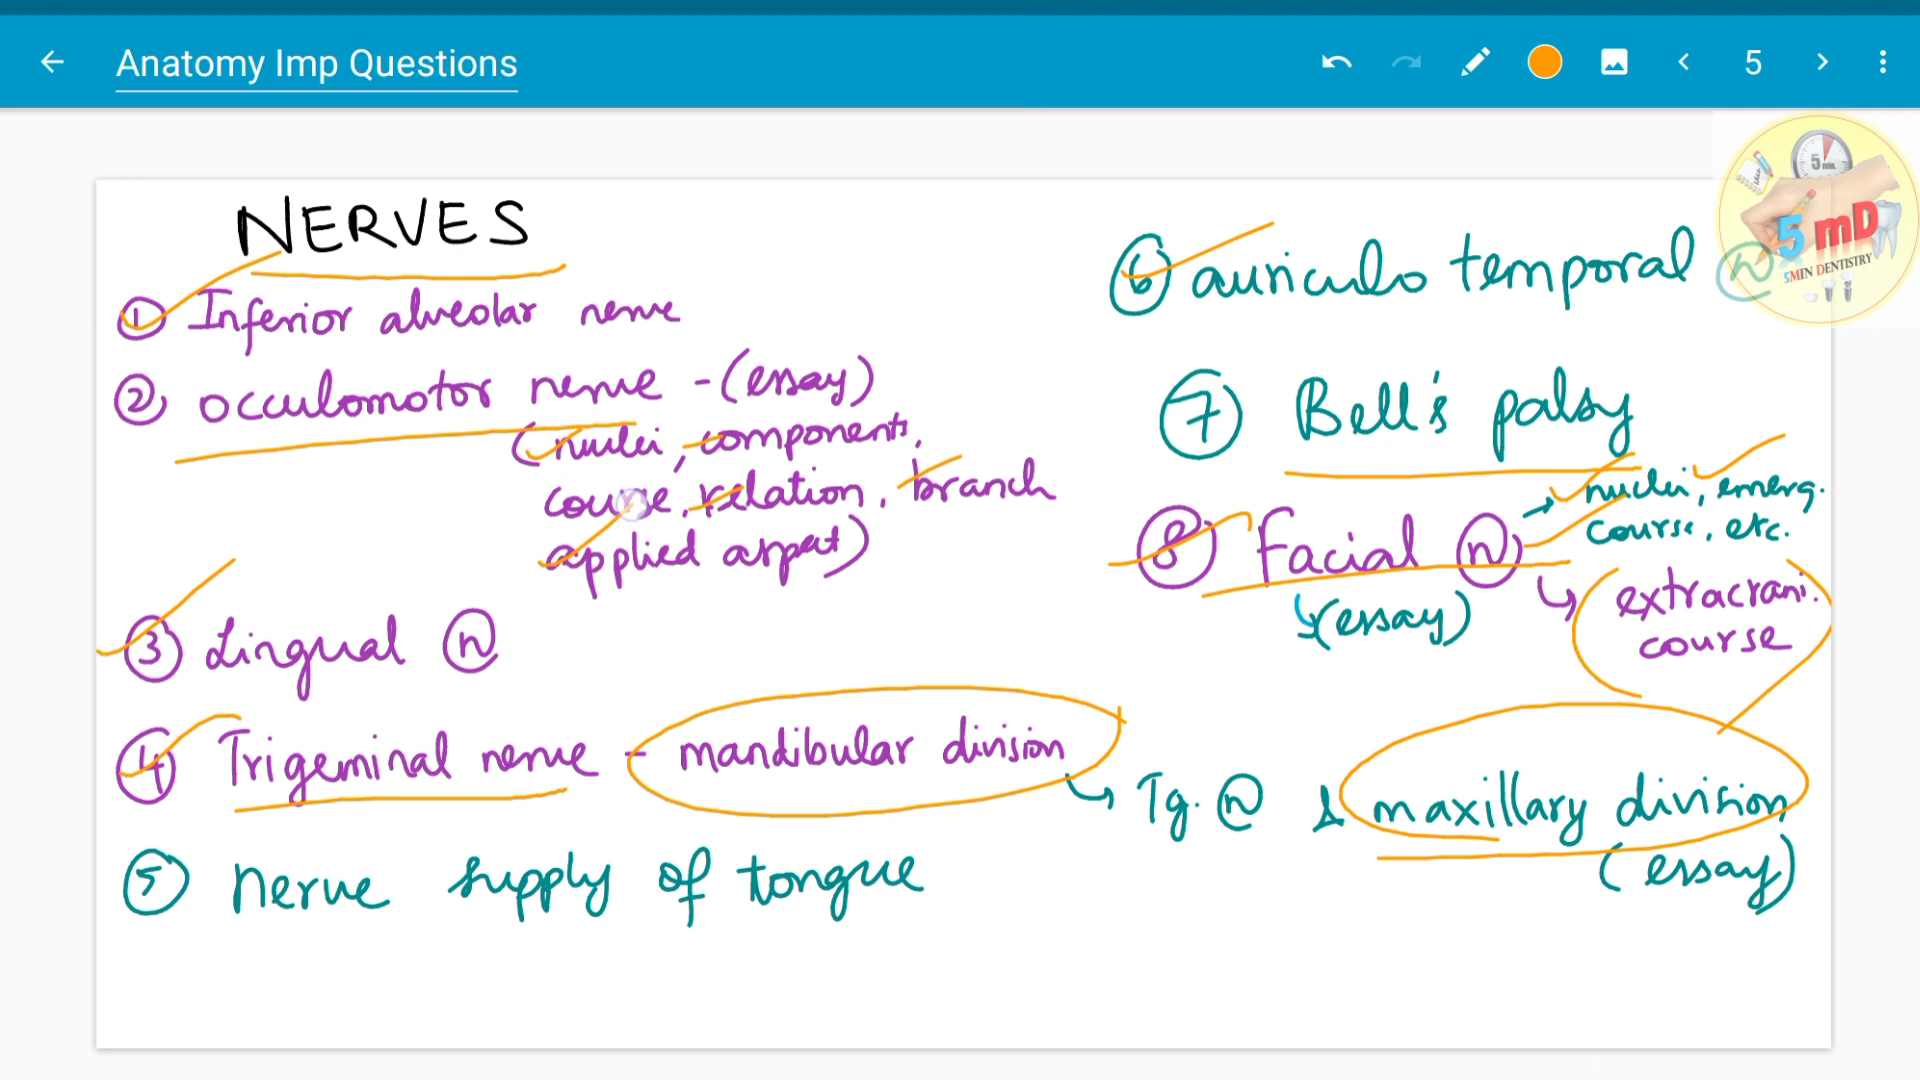 Anatomy Imp Questions
5
NERVES
① Inferior alveolar nerve
② occulomotor nerve - (essay)
(nuclei, components,
course, relation, branch
applied aspect)
③ Lingual ⓝ
④ Trigeminal nerve - mandibular division
↳ Tg. ⓝ & maxillary division
(essay)
⑤ Nerve supply of tongue
⑥ auriculo temporal ⓝ
⑦ Bell's palsy
⑧ Facial ⓝ → nuclei, emerg.
course, etc.
↳ (essay)
↳ extracrani.
course
5 min.
5 mD
5MIN DENTISTRY